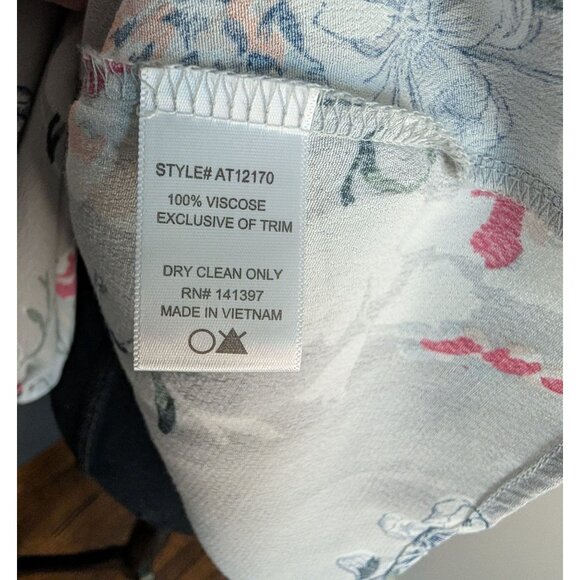 STYLE# AT12170
100% VISCOSE
EXCLUSIVE OF TRIM
DRY CLEAN ONLY
RN# 141397
MADE IN VIETNAM